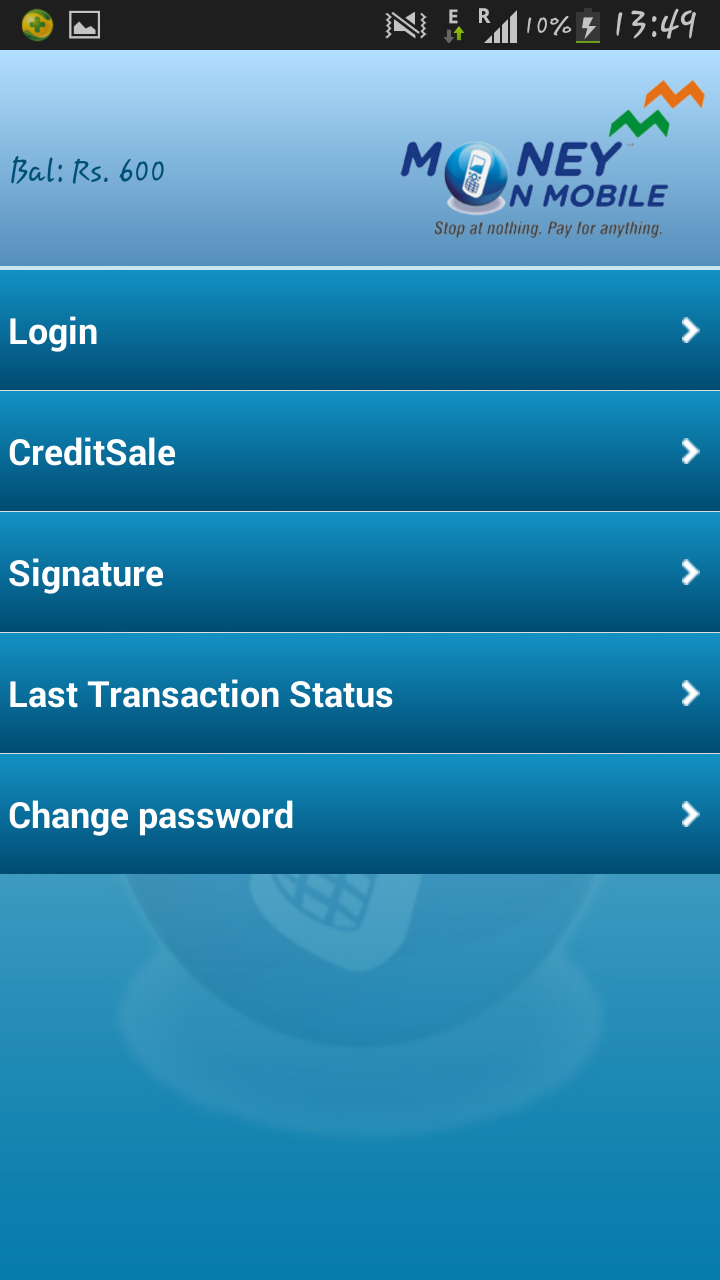 E R 10% 13:49
Bal: Rs. 600
MONEY
ON MOBILE
Stop at nothing. Pay for anything.
Login
CreditSale
Signature
Last Transaction Status
Change password